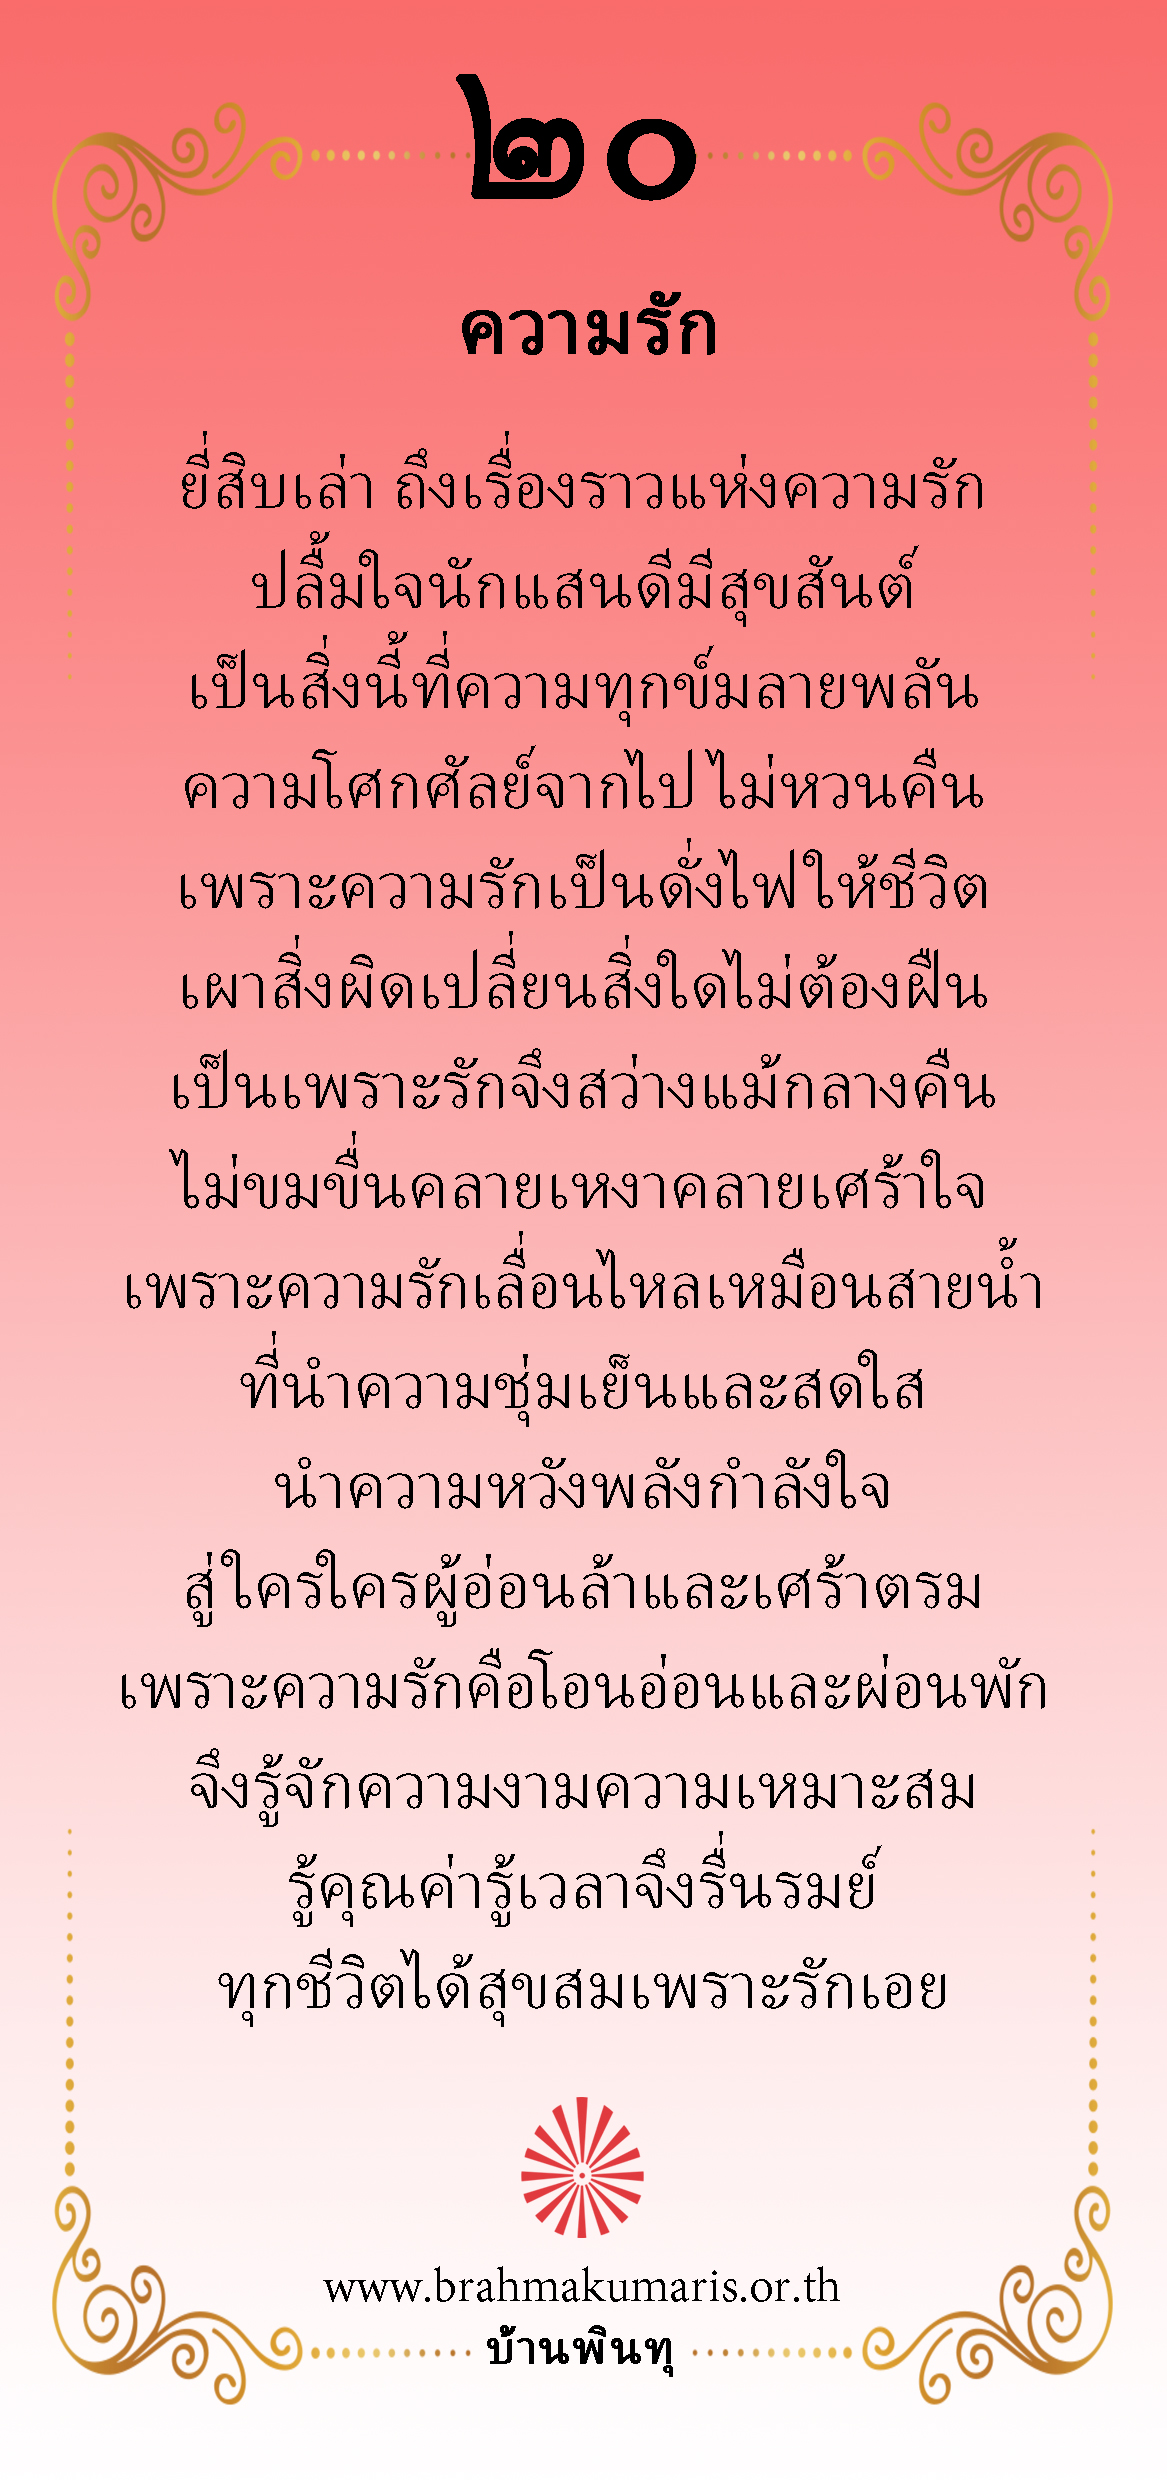 ๒๐
ความรัก
ยี่สิบเล่า ถึงเรื่องราวแห่งความรัก
ปลื้มใจนักแสนดีมีสุขสันต์
เป็นสิ่งนี้ที่ความทุกข์มลายพลัน
ความโศกศัลย์จากไป ไม่หวนคืน
เพราะความรักเป็นดั่งไฟให้ชีวิต
เผาสิ่งผิดเปลี่ยนสิ่งใดไม่ต้องฝืน
เป็นเพราะรักจึงสว่างแม้กลางคืน
ไม่ขมขื่นคลายเหงาคลายเศร้าใจ
เพราะความรักเลื่อนไหลเหมือนสายน้ำ
ที่นำความชุ่มเย็นและสดใส
นำความหวังพลังกำลังใจ
สู่ใครใครผู้อ่อนล้าและเศร้าตรม
เพราะความรักคือโอนอ่อนและผ่อนพัก
จึงรู้จักความงามความเหมาะสม
รู้คุณค่ารู้เวลาจึงรื่นรมย์
ทุกชีวิตได้สุขสมเพราะรักเอย
www.brahmakumaris.or.th
บ้านพินทุ